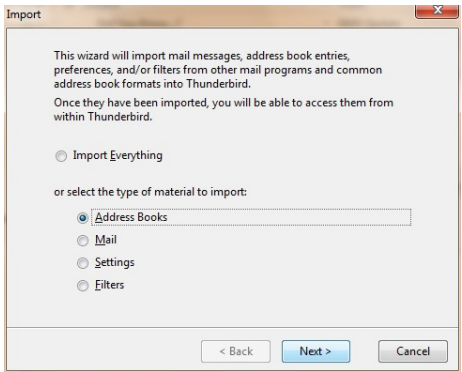 Import
This wizard will import mail messages, address book entries,
preferences, and/or filters from other mail programs and common
address book formats into Thunderbird.
Once they have been imported, you will be able to access them from
within Thunderbird.
Import Everything
or select the type of material to import:
Address Books
Mail
Settings
Filters
< Back Next > Cancel